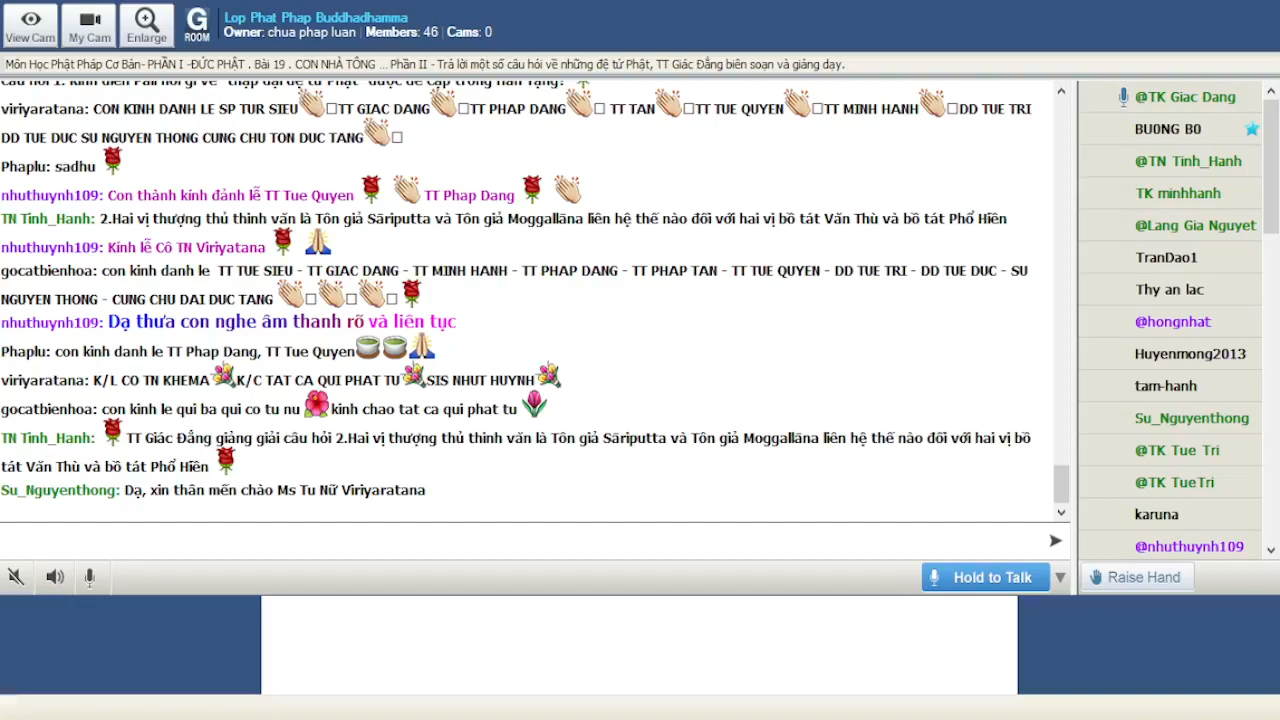 View Cam
My Cam
Enlarge
G
ROOM
Lop Phat Phap Buddhadhamma
Owner: chua phap luan | Members: 46 | Cams: 0
Môn Học Phật Pháp Cơ Bản- PHẦN I -ĐỨC PHẬT . Bài 19 . CON NHÀ TÔNG ... Phần II - Trả lời một số câu hỏi về những đệ tử Phật, TT Giác Đẳng biên soạn và giảng dạy.
viriyaratana: CON KINH DANH LE SP TUR SIEU TT GIAC DANG TT PHAP DANG TT TAN TT TUE QUYEN TT MINH HANH DD TUE TRI
DD TUE DUC SU NGUYEN THONG CUNG CHU TON DUC TANG
Phaplu: sadhu
nhuthuynh109: Con thành kính đảnh lễ TT Tue Quyen TT Phap Dang
TN Tinh_Hanh: 2.Hai vị thượng thủ thinh văn là Tôn giả Sāriputta và Tôn giả Moggallāna liên hệ thế nào đối với hai vị bồ tát Văn Thù và bồ tát Phổ Hiền
nhuthuynh109: Kính lễ Cô TN Viriyatana
gocatbienhoa: con kinh danh le TT TUE SIEU - TT GIAC DANG - TT MINH HANH - TT PHAP DANG - TT PHAP TAN - TT TUE QUYEN - DD TUE TRI - DD TUE DUC - SU
NGUYEN THONG - CUNG CHU DAI DUC TANG
nhuthuynh109: Dạ thưa con nghe âm thanh rõ và liên tục
Phaplu: con kinh danh le TT Phap Dang, TT Tue Quyen
viriyaratana: K/L CO TN KHEMA K/C TAT CA QUI PHAT TU SIS NHUT HUYNH
gocatbienhoa: con kinh le qui ba qui co tu nu kinh chao tat ca qui phat tu
TN Tinh_Hanh: TT Giác Đẳng giảng giải câu hỏi 2.Hai vị thượng thủ thinh văn là Tôn giả Sāriputta và Tôn giả Moggallāna liên hệ thế nào đối với hai vị bồ
tát Văn Thù và bồ tát Phổ Hiền
Su_Nguyenthong: Dạ, xin thân mến chào Ms Tu Nữ Viriyaratana
@TK Giac Dang
BU0NG B0
@TN Tinh_Hanh
TK minhhanh
@Lang Gia Nguyet
TranDao1
Thy an lac
@hongnhat
Huyenmong2013
tam-hanh
Su_Nguyenthong
@TK Tue Tri
@TK TueTri
karuna
@nhuthuynh109
Hold to Talk
Raise Hand